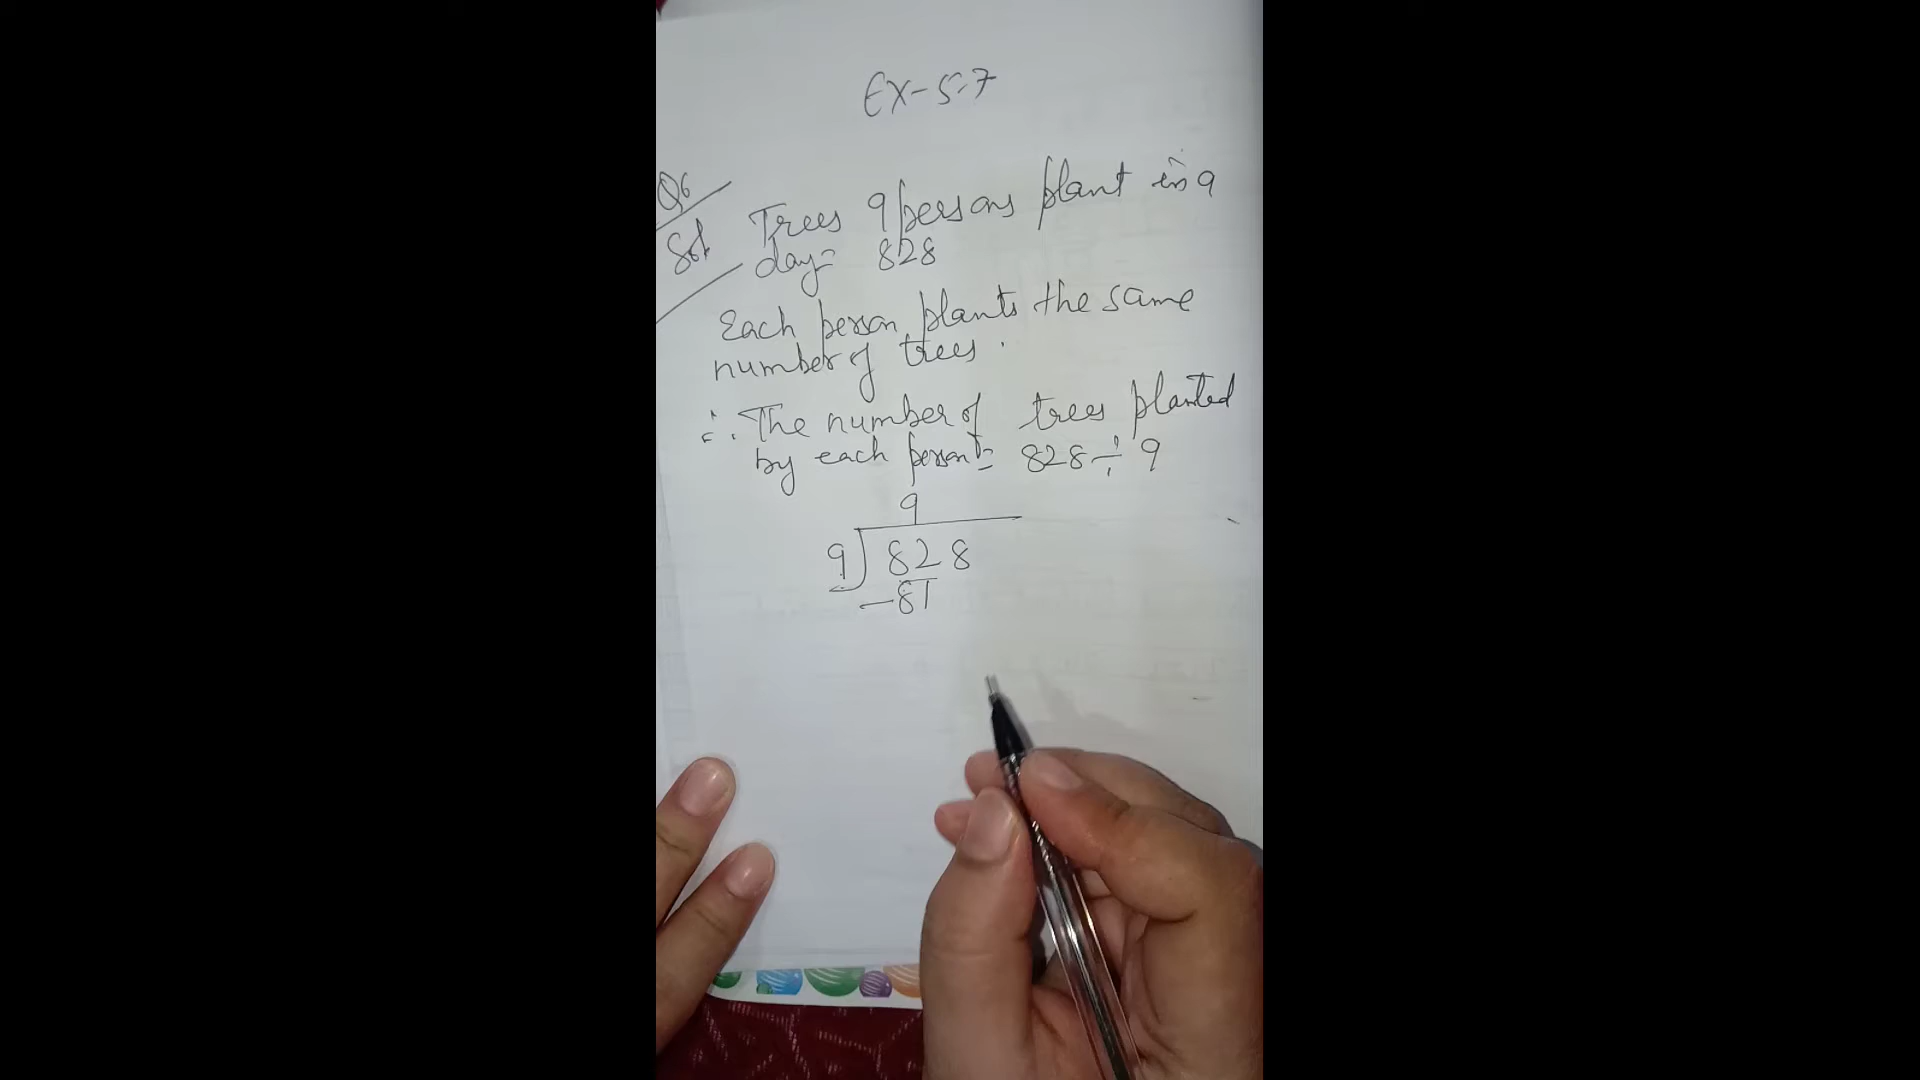 Ex-5.7
Q6
Sol Trees 9 persons plant in a
day= 828
Each person plants the same
number of trees.
∴ The number of trees planted
by each person = 828 ÷ 9
9
9) 828
-81